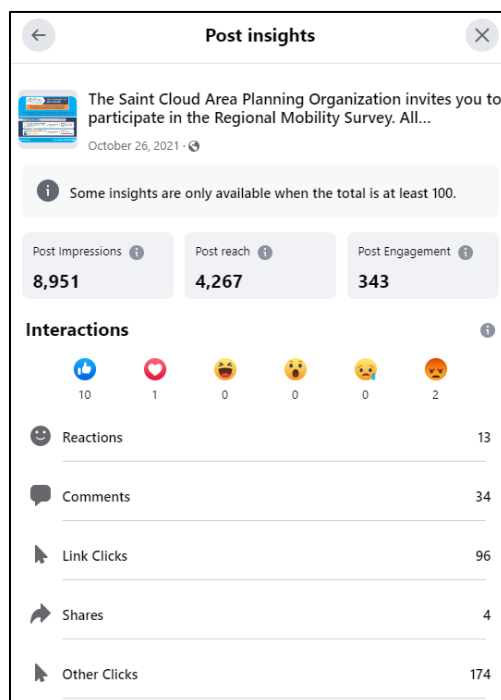 Post insights
The Saint Cloud Area Planning Organization invites you to
participate in the Regional Mobility Survey. All...
October 26, 2021 ·
Some insights are only available when the total is at least 100.
Post Impressions Post reach Post Engagement
8,951 4,267 343
Interactions
10 1 0 0 0 2
Reactions 13
Comments 34
Link Clicks 96
Shares 4
Other Clicks 174